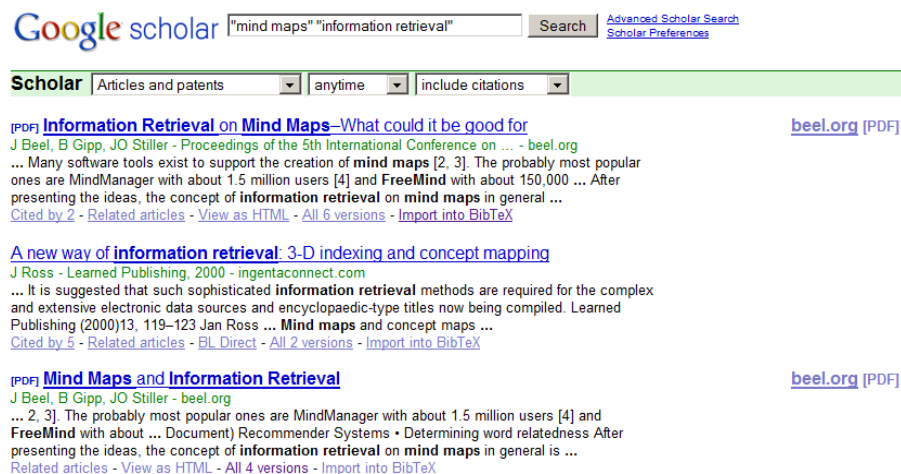 Google scholar "mind maps" "information retrieval" Search Advanced Scholar Search
Scholar Preferences
Scholar Articles and patents anytime include citations
[PDF] Information Retrieval on Mind Maps–What could it be good for beel.org [PDF]
J Beel, B Gipp, JO Stiller - Proceedings of the 5th International Conference on ... - beel.org
... Many software tools exist to support the creation of mind maps [2, 3]. The probably most popular
ones are MindManager with about 1.5 million users [4] and FreeMind with about 150,000 ... After
presenting the ideas, the concept of information retrieval on mind maps in general ...
Cited by 2 - Related articles - View as HTML - All 6 versions - Import into BibTeX
A new way of information retrieval: 3-D indexing and concept mapping
J Ross - Learned Publishing, 2000 - ingentaconnect.com
... It is suggested that such sophisticated information retrieval methods are required for the complex
and extensive electronic data sources and encyclopaedic-type titles now being compiled. Learned
Publishing (2000)13, 119–123 Jan Ross ... Mind maps and concept maps ...
Cited by 5 - Related articles - BL Direct - All 2 versions - Import into BibTeX
[PDF] Mind Maps and Information Retrieval beel.org [PDF]
J Beel, B Gipp, JO Stiller - beel.org
... 2, 3]. The probably most popular ones are MindManager with about 1.5 million users [4] and
FreeMind with about ... Document) Recommender Systems • Determining word relatedness After
presenting the ideas, the concept of information retrieval on mind maps in general is ...
Related articles - View as HTML - All 4 versions - Import into BibTeX